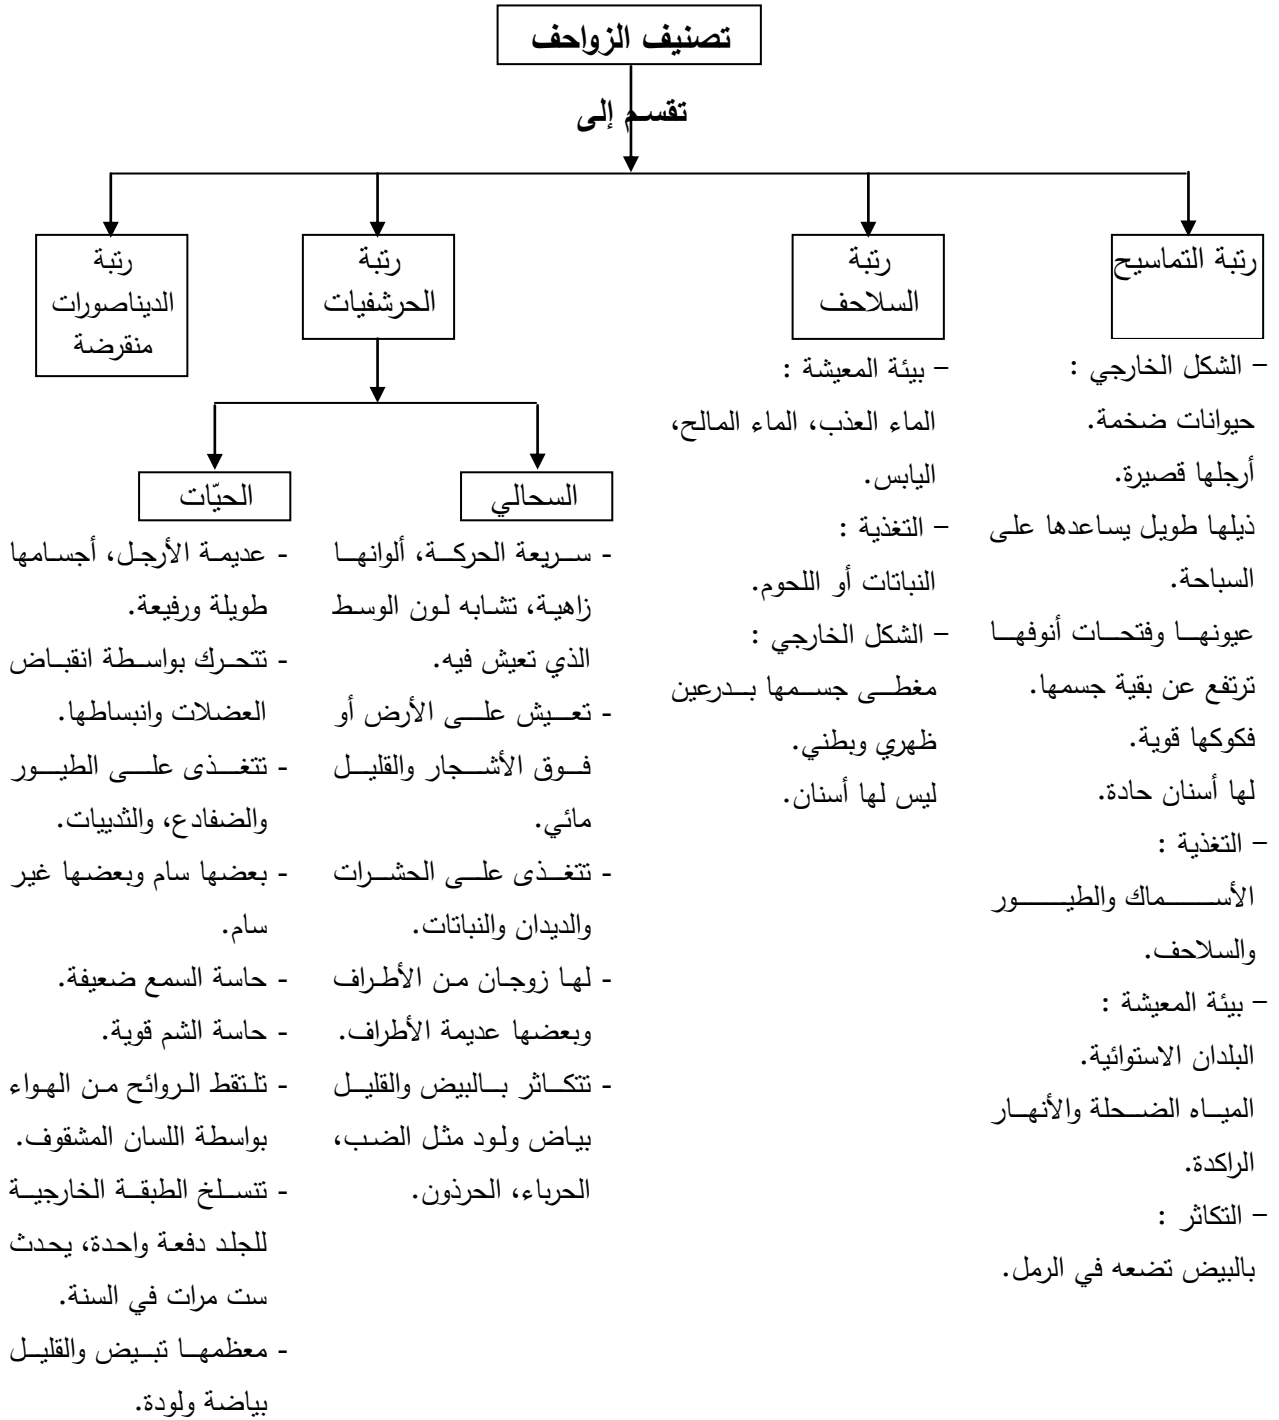 تصنيف الزواحف
تقسم إلى
رتبة التماسيح
– الشكل الخارجي :
حيوانات ضخمة.
أرجلها قصيرة.
ذيلها طويل يساعدها على
السباحة.
عيونها وفتحات أنوفها
ترتفع عن بقية جسمها.
فكوكها قوية.
لها أسنان حادة.
– التغذية :
الأسماك والطيور
والسلاحف.
– بيئة المعيشة :
البلدان الاستوائية.
المياه الضحلة والأنهار
الراكدة.
– التكاثر :
بالبيض تضعه في الرمل.
رتبة
السلاحف
– بيئة المعيشة :
الماء العذب، الماء المالح،
اليابس.
– التغذية :
النباتات أو اللحوم.
– الشكل الخارجي :
مغطى جسمها بدرعين
ظهري وبطني.
ليس لها أسنان.
رتبة
الحرشفيات
السحالي
- سريعة الحركة، ألوانها
زاهية، تشابه لون الوسط
الذي تعيش فيه.
- تعيش على الأرض أو
فوق الأشجار والقليل
مائي.
- تتغذى على الحشرات
والديدان والنباتات.
- لها زوجان من الأطراف
وبعضها عديمة الأطراف.
- تتكاثر بالبيض والقليل
بياض ولود مثل الضب،
الحرباء، الحرذون.
الحيّات
- عديمة الأرجل، أجسامها
طويلة ورفيعة.
- تتحرك بواسطة انقباض
العضلات وانبساطها.
- تتغذى على الطيور
والضفادع، والثدييات.
- بعضها سام وبعضها غير
سام.
- حاسة السمع ضعيفة.
- حاسة الشم قوية.
- تلتقط الروائح من الهواء
بواسطة اللسان المشقوف.
- تتسلخ الطبقة الخارجية
للجلد دفعة واحدة، يحدث
ست مرات في السنة.
- معظمها تبيض والقليل
بياضة ولودة.
رتبة
الديناصورات
منقرضة